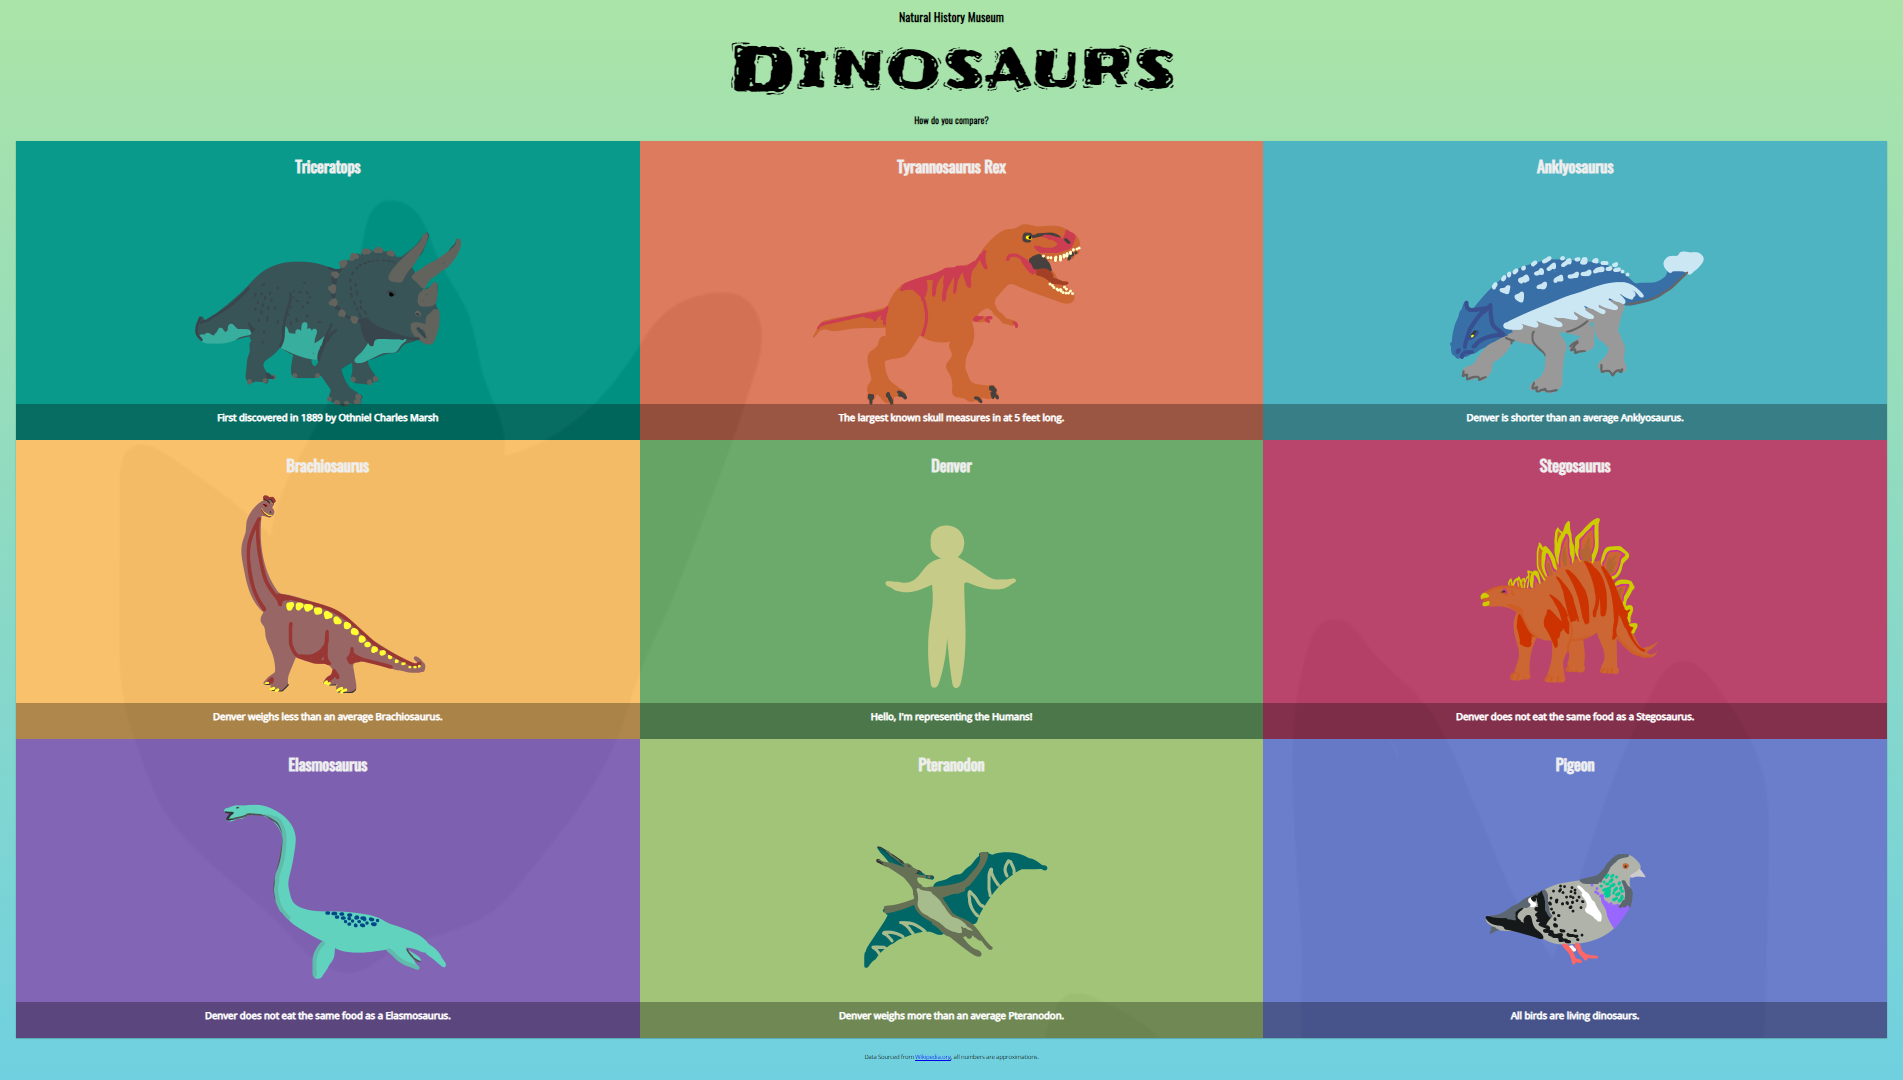 Natural History Museum
Dinosaurs
How do you compare?
Triceratops
First discovered in 1889 by Othniel Charles Marsh
Tyrannosaurus Rex
The largest known skull measures in at 5 feet long.
Anklyosaurus
Denver is shorter than an average Anklyosaurus.
Brachiosaurus
Denver weighs less than an average Brachiosaurus.
Denver
Hello, I'm representing the Humans!
Stegosaurus
Denver does not eat the same food as a Stegosaurus.
Elasmosaurus
Denver does not eat the same food as a Elasmosaurus.
Pteranodon
Denver weighs more than an average Pteranodon.
Pigeon
All birds are living dinosaurs.
Data Sourced from Wikipedia.org, all numbers are approximations.